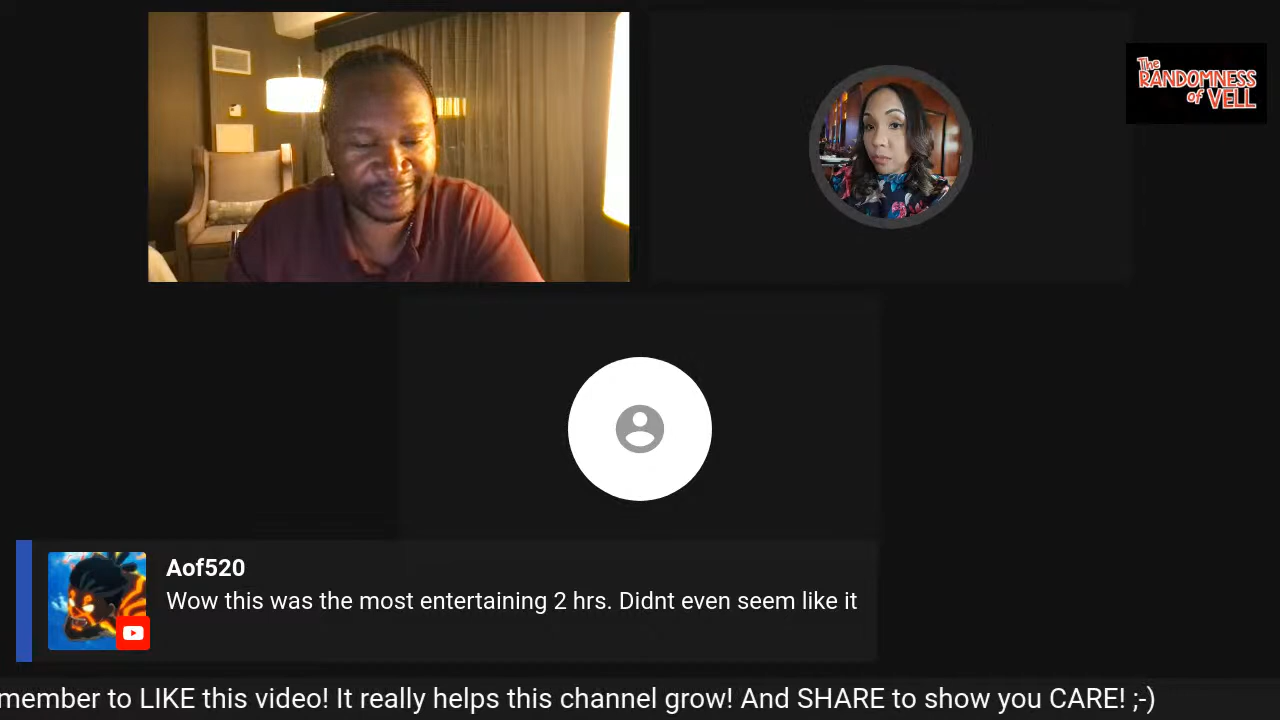 The
RANDOMNESS
of VELL
Aof520
Wow this was the most entertaining 2 hrs. Didnt even seem like it
member to LIKE this video! It really helps this channel grow! And SHARE to show you CARE! ;-)